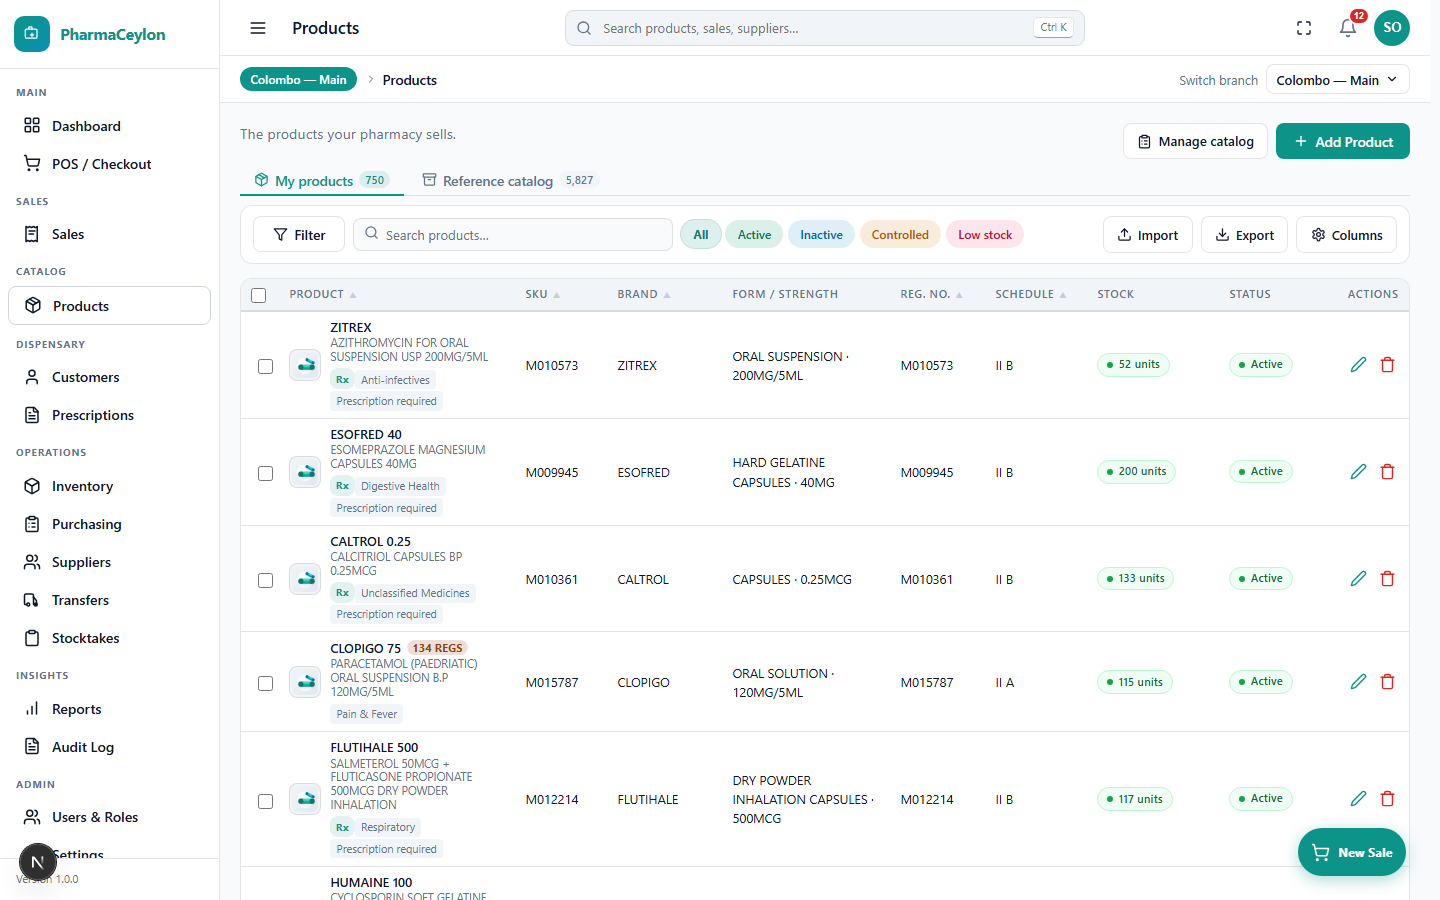 PharmaCeylon
Products
Search products, sales, suppliers...
Ctrl K
12
SO
MAIN
Dashboard
POS / Checkout
SALES
Sales
CATALOG
Products
DISPENSARY
Customers
Prescriptions
OPERATIONS
Inventory
Purchasing
Suppliers
Transfers
Stocktakes
INSIGHTS
Reports
Audit Log
ADMIN
Users & Roles
Settings
N
Version 1.0.0
Colombo — Main
Products
Switch branch
Colombo — Main
The products your pharmacy sells.
Manage catalog
Add Product
My products 750
Reference catalog 5,827
Filter
Search products...
All
Active
Inactive
Controlled
Low stock
Import
Export
Columns
PRODUCT SKU BRAND FORM / STRENGTH REG. NO. SCHEDULE STOCK STATUS ACTIONS
ZITREX
AZITHROMYCIN FOR ORAL
SUSPENSION USP 200MG/5ML
Rx Anti-infectives
Prescription required
M010573
ZITREX
ORAL SUSPENSION ·
200MG/5ML
M010573
II B
52 units
Active
ESOFRED 40
ESOMEPRAZOLE MAGNESIUM
CAPSULES 40MG
Rx Digestive Health
Prescription required
M009945
ESOFRED
HARD GELATINE
CAPSULES · 40MG
M009945
II B
200 units
Active
CALTROL 0.25
CALCITRIOL CAPSULES BP
0.25MCG
Rx Unclassified Medicines
Prescription required
M010361
CALTROL
CAPSULES · 0.25MCG
M010361
II B
133 units
Active
CLOPIGO 75 134 REGS
PARACETAMOL (PAEDRIATIC)
ORAL SUSPENSION B.P
120MG/5ML
Pain & Fever
M015787
CLOPIGO
ORAL SOLUTION ·
120MG/5ML
M015787
II A
115 units
Active
FLUTIHALE 500
SALMETEROL 50MCG +
FLUTICASONE PROPIONATE
500MCG DRY POWDER
INHALATION
Rx Respiratory
Prescription required
M012214
FLUTIHALE
DRY POWDER
INHALATION CAPSULES ·
500MCG
M012214
II B
117 units
Active
New Sale
HUMAINE 100
CYCLOSPORIN SOFT GELATINE